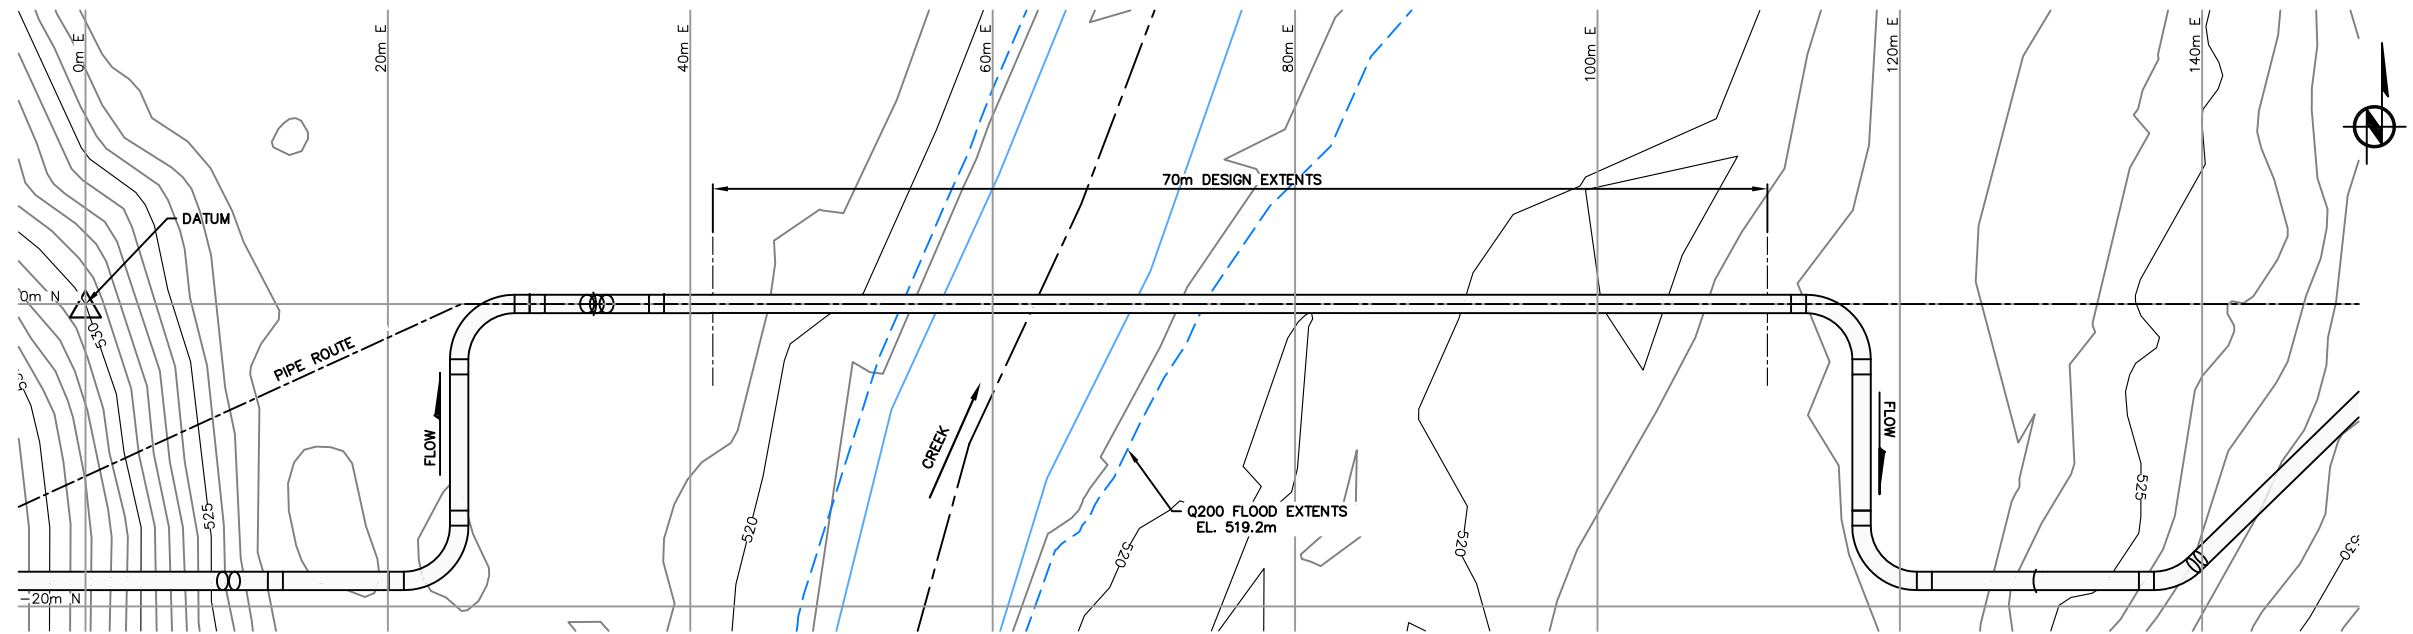 0m E
20m E
40m E
60m E
80m E
100m E
120m E
140m E
70m DESIGN EXTENTS
DATUM
0m N
530
PIPE ROUTE
FLOW
CREEK
FLOW
525
520
Q200 FLOOD EXTENTS
EL. 519.2m
520
520
525
530
-20m N